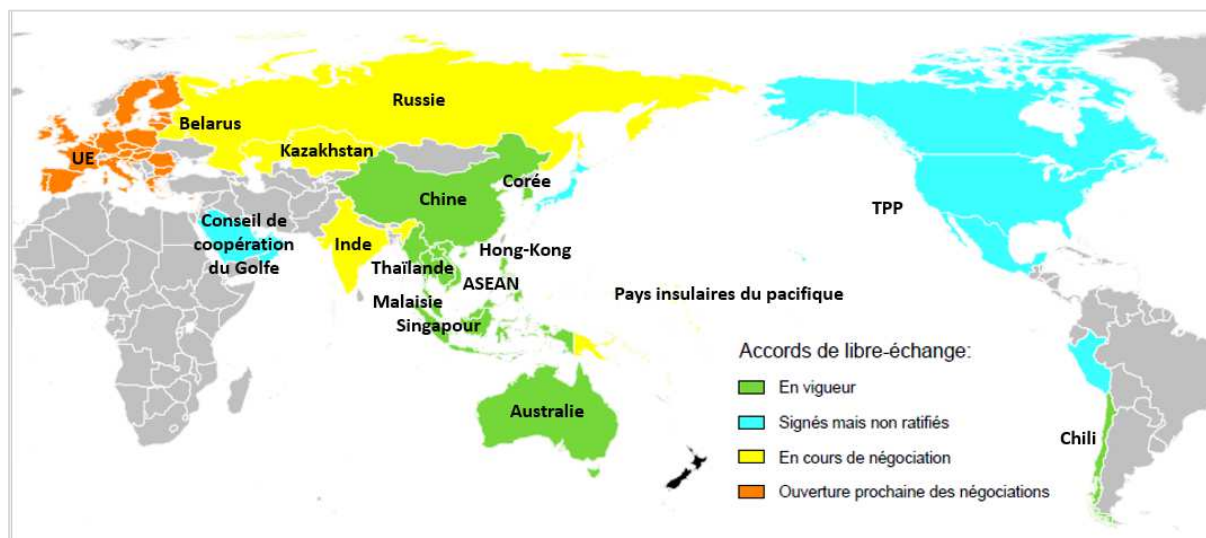 Russie
Belarus
Kazakhstan
UE
Corée
Chine
TPP
Conseil de
coopération
du Golfe
Inde
Hong-Kong
Thaïlande
ASEAN
Malaisie
Pays insulaires du pacifique
Singapour
Accords de libre-échange:
En vigueur
Australie
Signés mais non ratifiés
Chili
En cours de négociation
Ouverture prochaine des négociations